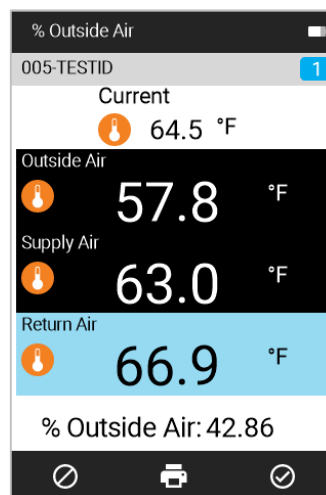 % Outside Air
005-TESTID 1
Current
64.5 °F
Outside Air
57.8 °F
Supply Air
63.0 °F
Return Air
66.9 °F
% Outside Air: 42.86